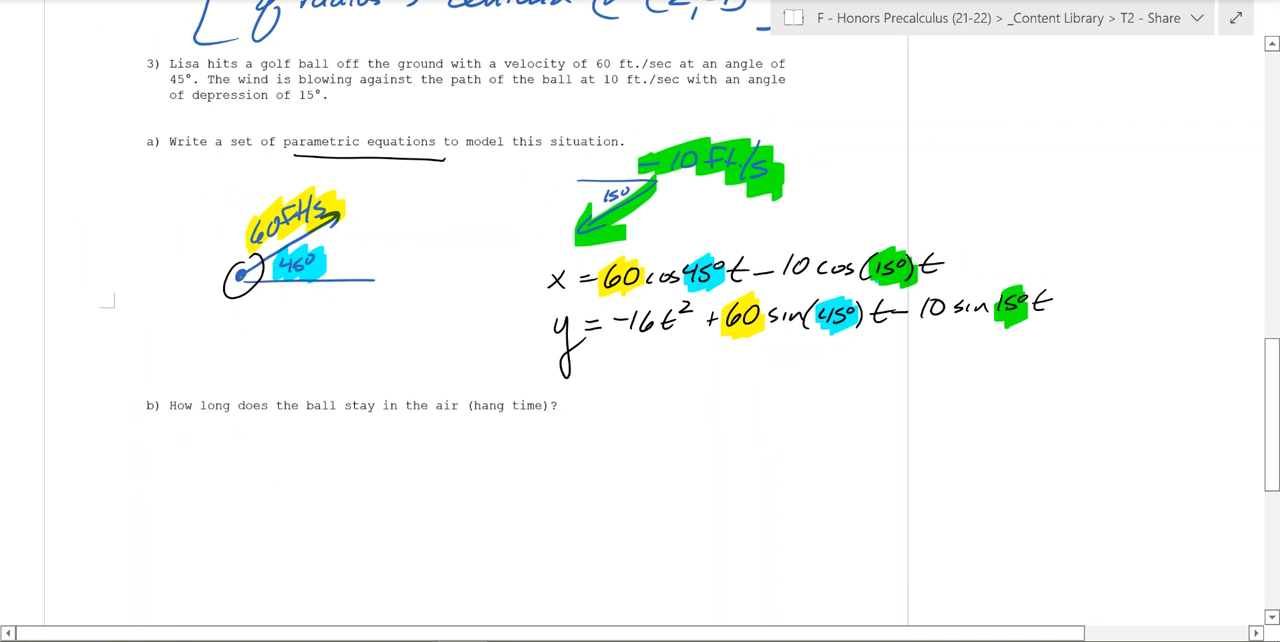 of radius
F - Honors Precalculus (21-22) > _Content Library > T2 - Share
3) Lisa hits a golf ball off the ground with a velocity of 60 ft./sec at an angle of
45°. The wind is blowing against the path of the ball at 10 ft./sec with an angle
of depression of 15°.
a) Write a set of parametric equations to model this situation.
-10 ft/s
15°
60ft/s
45°
x = 60 cos 45° t - 10 cos (15°) t
y = -16t² + 60 sin(45°) t - 10 sin 15° t
b) How long does the ball stay in the air (hang time)?